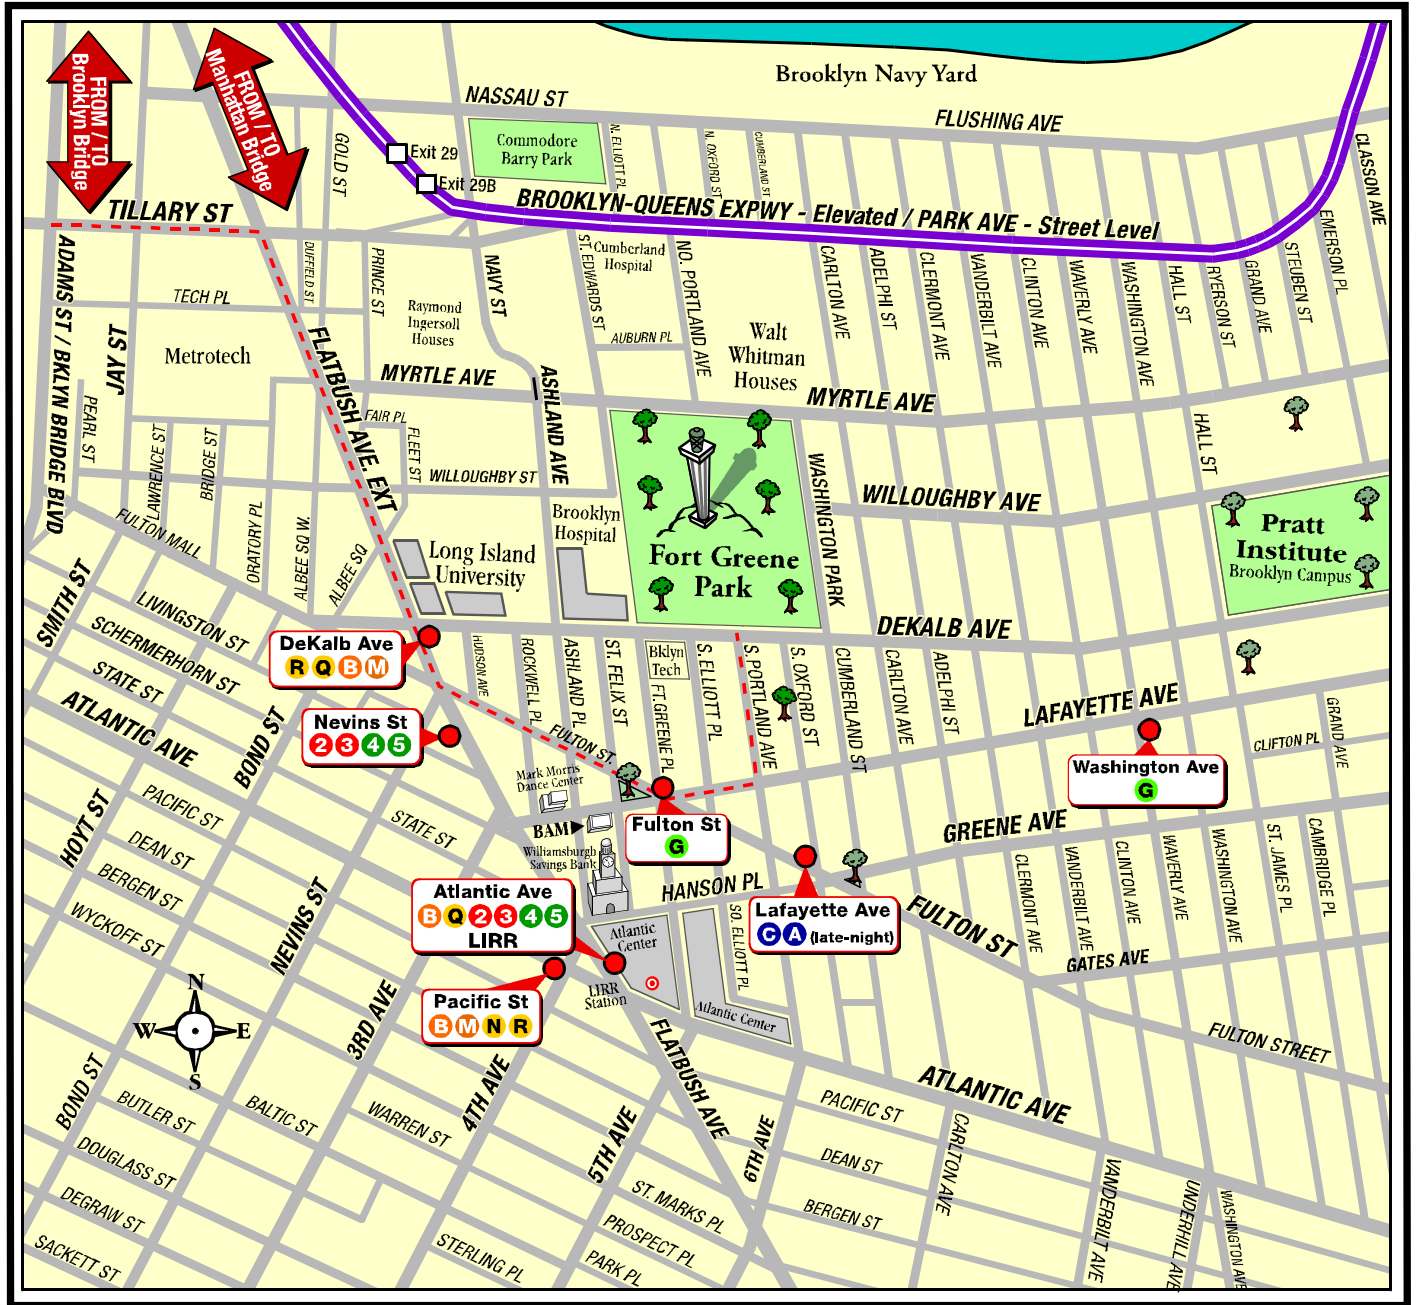 FROM / TO
Brooklyn Bridge
FROM / TO
Manhattan Bridge
Brooklyn Navy Yard
NASSAU ST
FLUSHING AVE
CLASSON AVE
GOLD ST
Exit 29
Exit 29B
Commodore
Barry Park
N. ELLIOTT PL
N. OXFORD ST
CUMBERLAND ST
BROOKLYN-QUEENS EXPWY - Elevated / PARK AVE - Street Level
TILLARY ST
ADAMS ST / BKLYN BRIDGE BLVD
JAY ST
TECH PL
Metrotech
PEARL ST
DUFFIELD ST
PRINCE ST
NAVY ST
Raymond
Ingersoll
Houses
ST. EDWARDS ST
Cumberland
Hospital
NO. PORTLAND AVE
AUBURN PL
Walt
Whitman
Houses
CARLTON AVE
ADELPHI ST
CLERMONT AVE
VANDERBILT AVE
CLINTON AVE
WAVERLY AVE
WASHINGTON AVE
HALL ST
RYERSON ST
GRAND AVE
STEUBEN ST
EMERSON PL
FLATBUSH AVE. EXT
MYRTLE AVE
MYRTLE AVE
ASHLAND AVE
FAIR PL
FLEET ST
LAWRENCE ST
BRIDGE ST
WILLOUGHBY ST
WILLOUGHBY AVE
WASHINGTON PARK
HALL ST
FULTON MALL
ORATORY PL
ALBEE SQ W.
ALBEE SQ
Long Island
University
Brooklyn
Hospital
Fort Greene
Park
Pratt
Institute
Brooklyn Campus
SMITH ST
LIVINGSTON ST
SCHERMERHORN ST
STATE ST
ATLANTIC AVE
BOND ST
DEKALB AVE
DeKalb Ave
R Q B M
Nevins St
2 3 4 5
HUDSON AVE
ROCKWELL PL
ASHLAND PL
ST. FELIX ST
Bklyn
Tech
FT. GREENE PL
S. ELLIOTT PL
S. PORTLAND AVE
S. OXFORD ST
CUMBERLAND ST
CARLTON AVE
ADELPHI ST
LAFAYETTE AVE
Washington Ave
G
CLIFTON PL
GRAND AVE
FULTON ST.
Mark Morris
Dance Center
BAM
Williamsburgh
Savings Bank
Fulton St
G
GREENE AVE
HANSON PL
Lafayette Ave
C A (late-night)
FULTON ST
CLERMONT AVE
VANDERBILT AVE
CLINTON AVE
WAVERLY AVE
WASHINGTON AVE
ST. JAMES PL
CAMBRIDGE PL
GATES AVE
FULTON STREET
HOYT ST
PACIFIC ST
DEAN ST
BERGEN ST
WYCKOFF ST
NEVINS ST
STATE ST
Atlantic Ave
B Q 2 3 4 5
LIRR
Pacific St
B M N R
Atlantic
Center
LIRR
Station
SO. ELLIOTT PL
Atlantic Center
N
W E
S
3RD AVE
4TH AVE
5TH AVE
6TH AVE
FLATBUSH AVE
ATLANTIC AVE
BOND ST
BUTLER ST
BALTIC ST
WARREN ST
DOUGLASS ST
DEGRAW ST
SACKETT ST
STERLING PL
ST. MARKS PL
PROSPECT PL
PARK PL
PACIFIC ST
DEAN ST
BERGEN ST
CARLTON AVE
VANDERBILT AVE
UNDERHILL AVE
WASHINGTON AVE